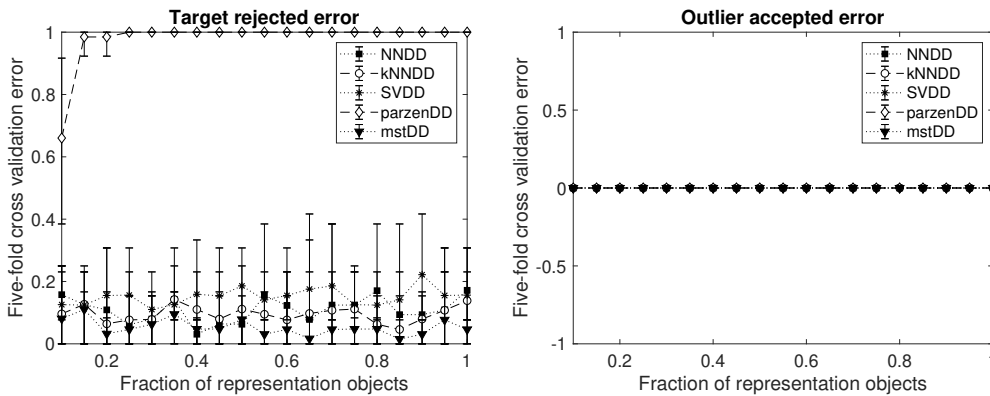 Target rejected error
1
0.8
0.6
0.4
0.2
0
0.2
0.4
0.6
0.8
1
Five-fold cross validation error
Fraction of representation objects
NNDD
kNNDD
SVDD
parzenDD
mstDD
Outlier accepted error
1
0.5
0
-0.5
-1
0.2
0.4
0.6
0.8
1
Five-fold cross validation error
Fraction of representation objects
NNDD
kNNDD
SVDD
parzenDD
mstDD